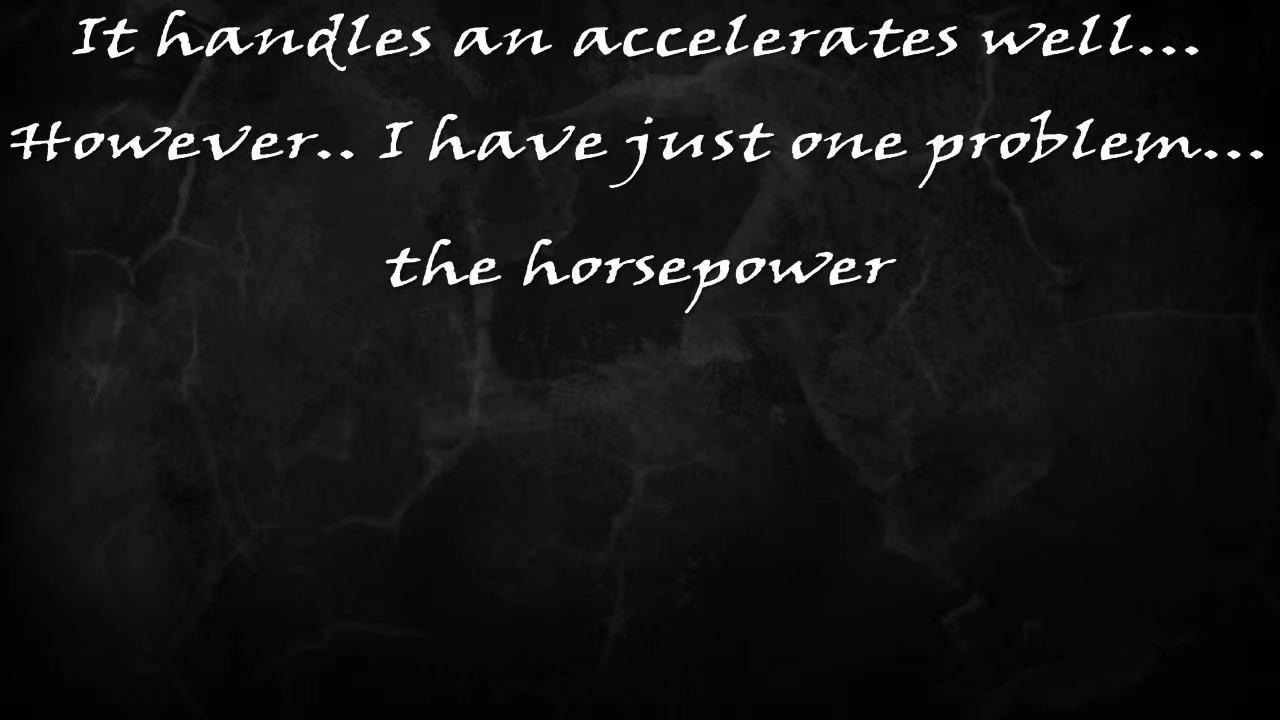 It handles an accelerates well...
However.. I have just one problem...
the horsepower